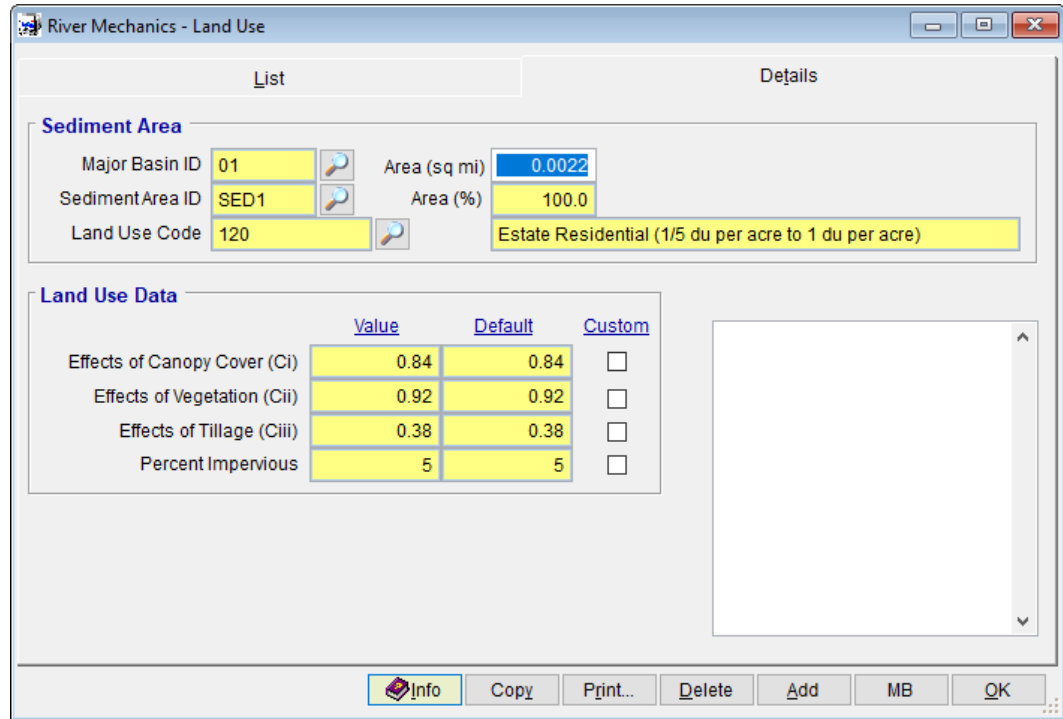 River Mechanics - Land Use
List Details
Sediment Area
Major Basin ID 01 Area (sq mi) 0.0022
Sediment Area ID SED1 Area (%) 100.0
Land Use Code 120 Estate Residential (1/5 du per acre to 1 du per acre)
Land Use Data
Value Default Custom
Effects of Canopy Cover (Ci) 0.84 0.84
Effects of Vegetation (Cii) 0.92 0.92
Effects of Tillage (Ciii) 0.38 0.38
Percent Impervious 5 5
Info Copy Print... Delete Add MB OK